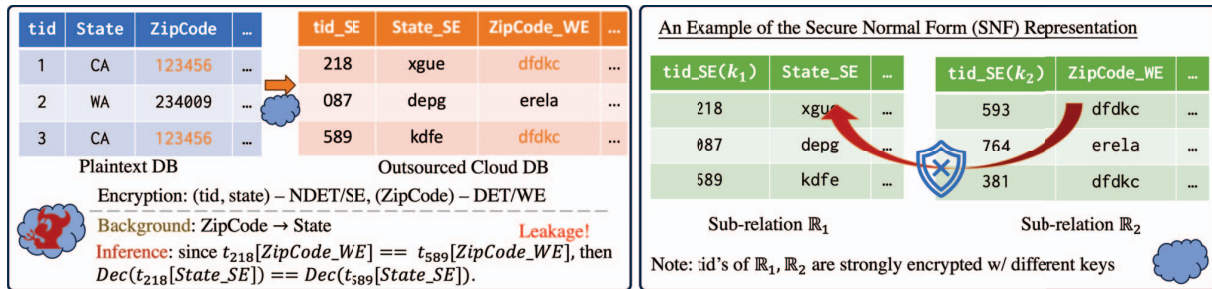 tid State ZipCode ...
1 CA 123456 ...
2 WA 234009 ...
3 CA 123456 ...
Plaintext DB
tid_SE State_SE ZipCode_WE ...
218 xgue dfdkc ...
087 depg erela ...
589 kdfe dfdkc ...
Outsourced Cloud DB
Encryption: (tid, state) – NDET/SE, (ZipCode) – DET/WE
Background: ZipCode → State
Leakage!
Inference: since t₂₁₈[ZipCode_WE] == t₅₈₉[ZipCode_WE], then
Dec(t₂₁₈[State_SE]) == Dec(t₅₈₉[State_SE]).
An Example of the Secure Normal Form (SNF) Representation
tid_SE(k₁) State_SE ...
218 xgue ...
087 depg ...
589 kdfe ...
Sub-relation ℝ₁
tid_SE(k₂) ZipCode_WE ...
593 dfdkc ...
764 erela ...
381 dfdkc ...
Sub-relation ℝ₂
Note: tid's of ℝ₁, ℝ₂ are strongly encrypted w/ different keys